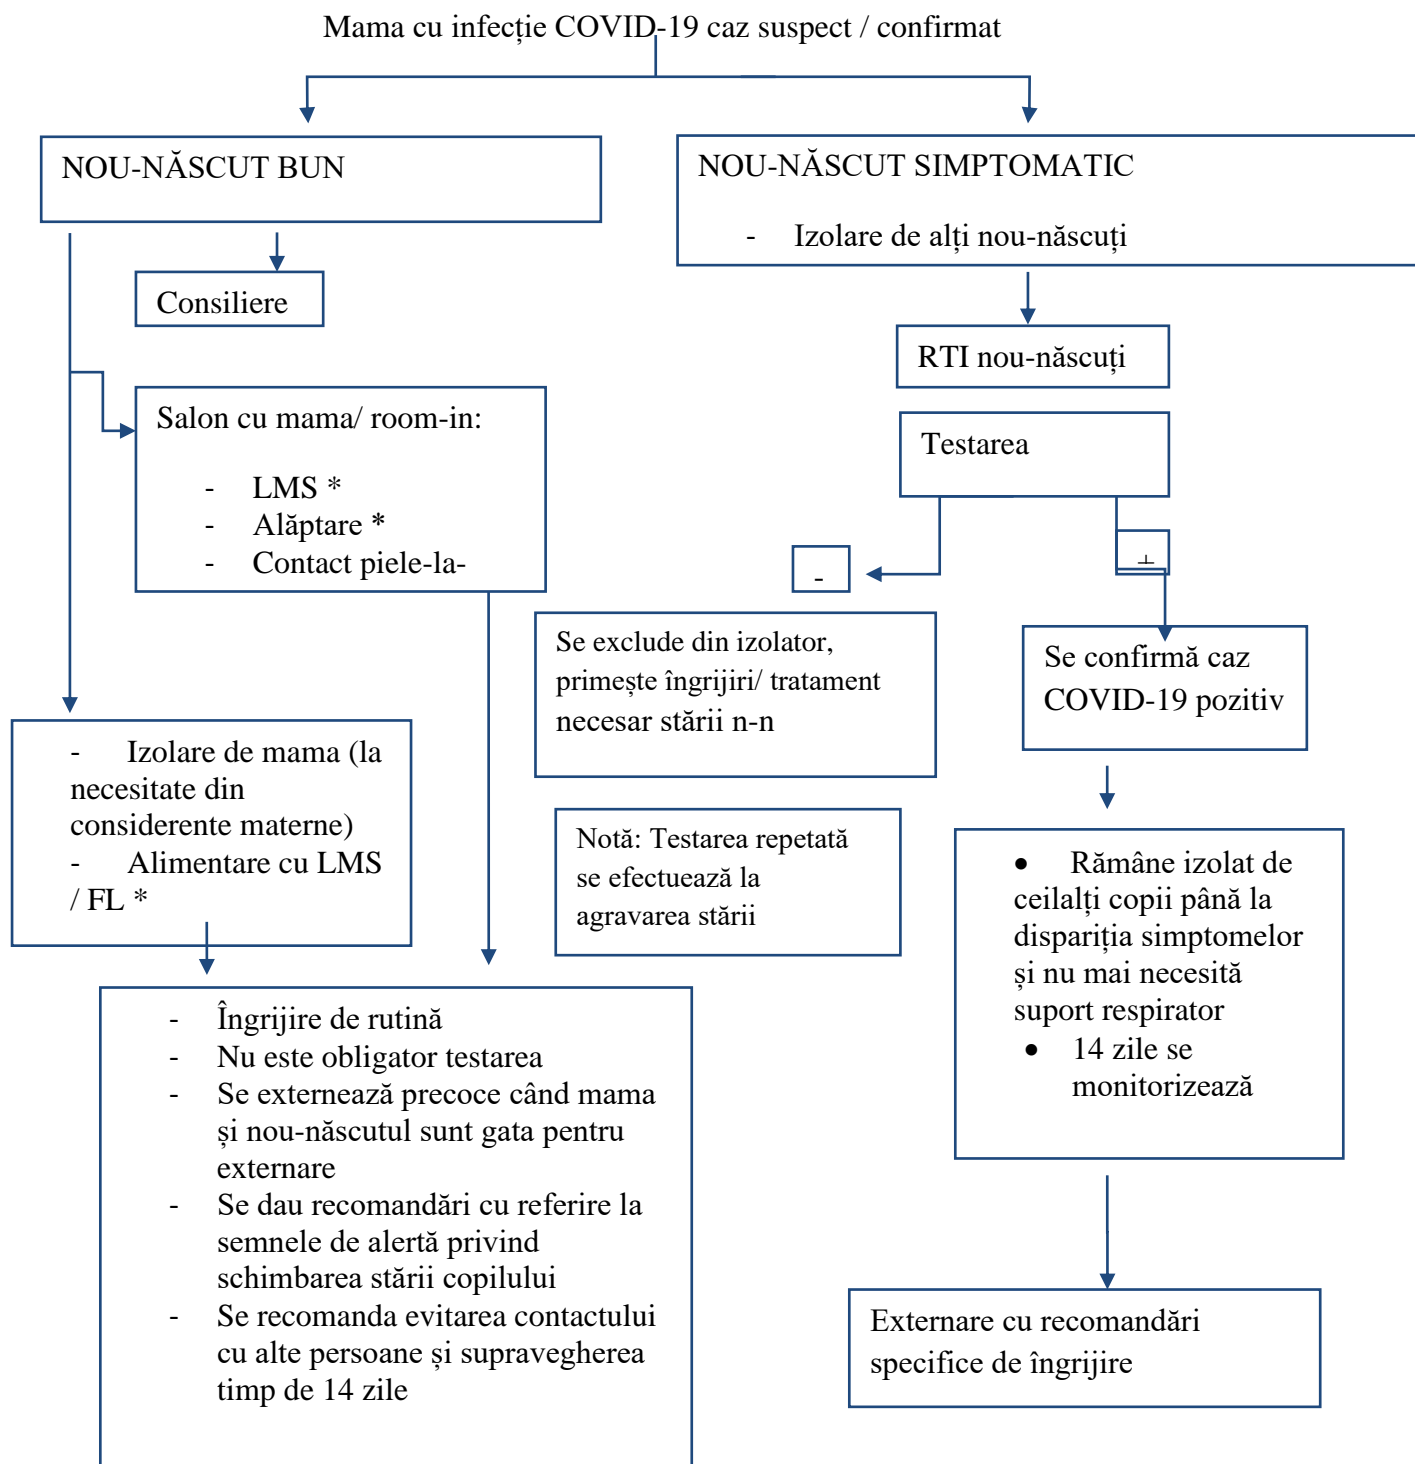 Mama cu infecție COVID-19 caz suspect / confirmat
NOU-NĂSCUT BUN
Consiliere
Salon cu mama/ room-in:
- LMS *
- Alăptare *
- Contact piele-la-
- Izolare de mama (la
necesitate din
considerente materne)
- Alimentare cu LMS
/ FL *
- Îngrijire de rutină
- Nu este obligator testarea
- Se externează precoce când mama
și nou-născutul sunt gata pentru
externare
- Se dau recomandări cu referire la
semnele de alertă privind
schimbarea stării copilului
- Se recomanda evitarea contactului
cu alte persoane și supravegherea
timp de 14 zile
NOU-NĂSCUT SIMPTOMATIC
- Izolare de alți nou-născuți
RTI nou-născuți
Testarea
-
+
Se exclude din izolator,
primește îngrijiri/ tratament
necesar stării n-n
Notă: Testarea repetată
se efectuează la
agravarea stării
Se confirmă caz
COVID-19 pozitiv
• Rămâne izolat de
ceilalți copii până la
dispariția simptomelor
și nu mai necesită
suport respirator
• 14 zile se
monitorizează
Externare cu recomandări
specifice de îngrijire